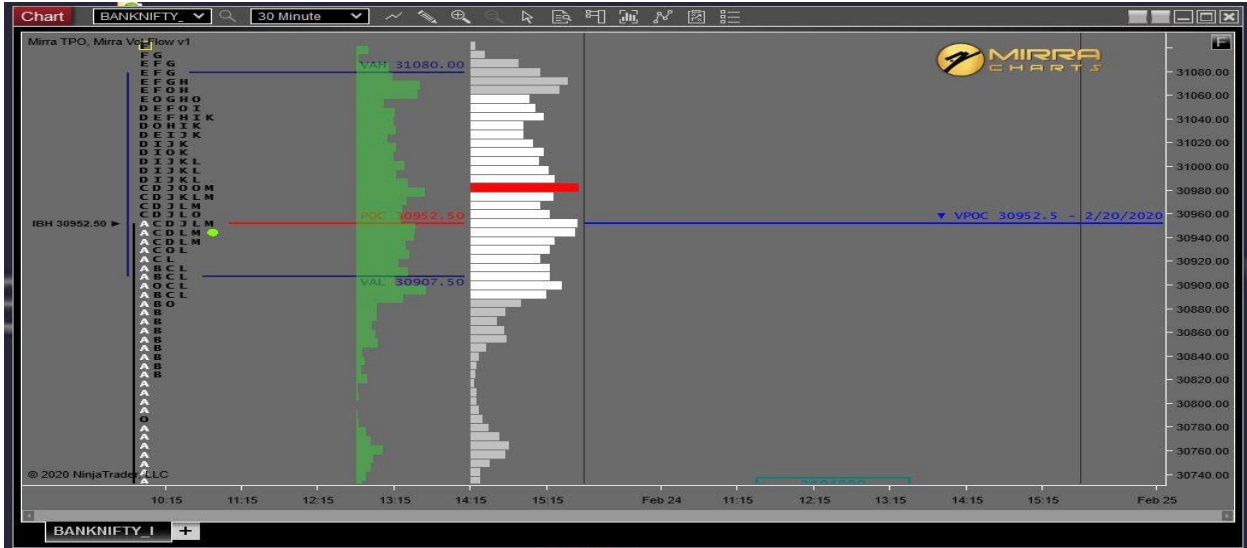 Chart BANKNIFTY_ 30 Minute
Mirra TPO, Mirra Vol Flow v1
F
MIRRA
CHARTS
F
F G
E F G
E F G
E F G H
E F O H
E O G H O
D E F O I
D E F H I K
D O H I K
D E I J K
D I J K
D I O K
D I J K L
D I J K L
D I J K L
C D J O O M
C D J K L M
C D J L M
C D J L O
A C D J L M
A C D L M
A C D L M
A C O L
A C L
A B C L
A B C L
A O C L
A B C L
A B O
A B
A B
A B
A B
A B
A B
A B
A
A
A
O
A
A
A
A
A
VAH 31080.00
POC 30952.50
VAL 30907.50
IBH 30952.50 ►
▼ VPOC 30952.5 - 2/20/2020
31080.00
31060.00
31040.00
31020.00
31000.00
30980.00
30960.00
30940.00
30920.00
30900.00
30880.00
30860.00
30840.00
30820.00
30800.00
30780.00
30760.00
30740.00
© 2020 NinjaTrader, LLC
10:15 11:15 12:15 13:15 14:15 15:15 Feb 24 11:15 12:15 13:15 14:15 15:15 Feb 25
BANKNIFTY_I +